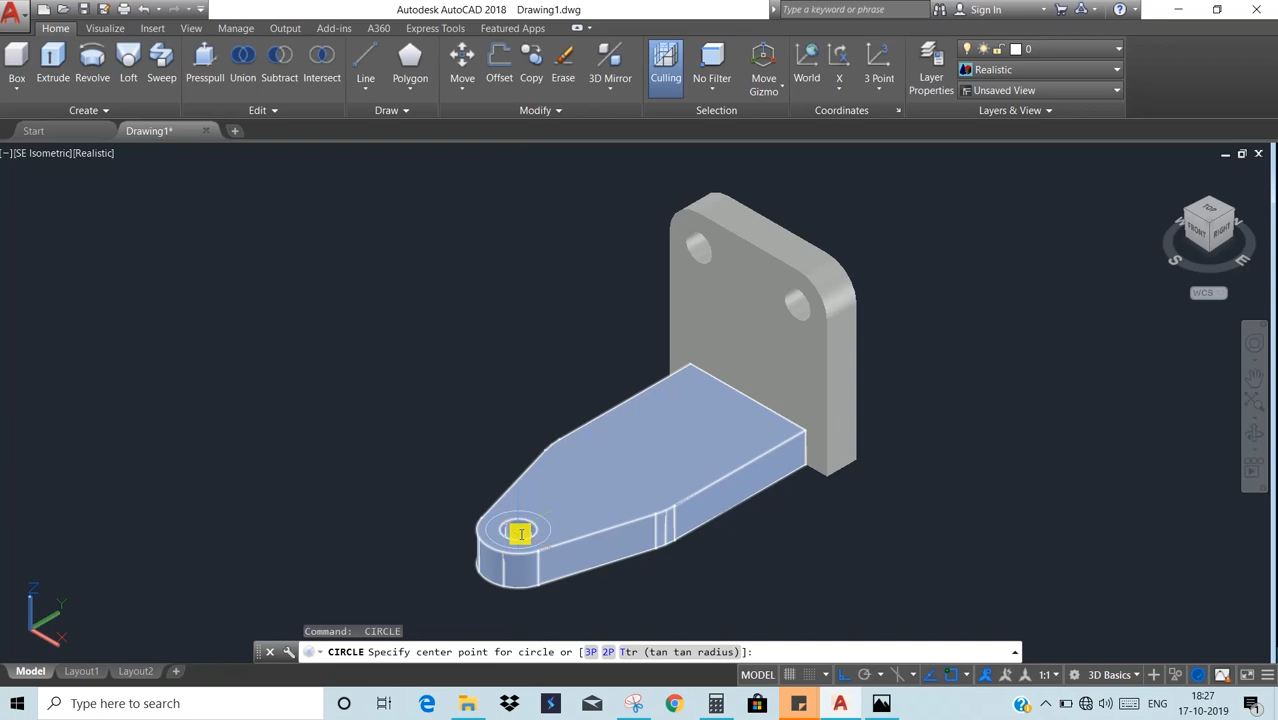 Autodesk AutoCAD 2018 Drawing1.dwg
Type a keyword or phrase
Sign In
Home Visualize Insert View Manage Output Add-ins A360 Express Tools Featured Apps
Box Extrude Revolve Loft Sweep Presspull Union Subtract Intersect Line Polygon Move Offset Copy Erase 3D Mirror Culling No Filter Move Gizmo World X 3 Point Layer Properties
0
Realistic
Unsaved View
Create Edit Draw Modify Selection Coordinates Layers & View
Start Drawing1* +
[−][SE Isometric][Realistic]
TOP
FRONT RIGHT
S E
WCS
Z
Y
X
Command: CIRCLE
CIRCLE Specify center point for circle or [3P 2P Ttr (tan tan radius)]:
Model Layout1 Layout2 +
MODEL 1:1 3D Basics
Type here to search
ENG
18:27
17-10-2019